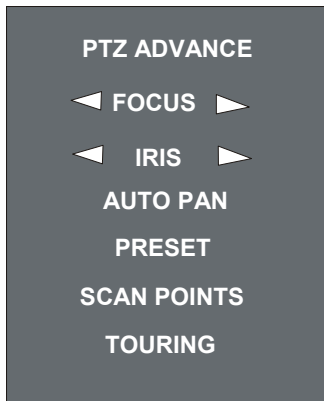 PTZ ADVANCE
FOCUS
IRIS
AUTO PAN
PRESET
SCAN POINTS
TOURING